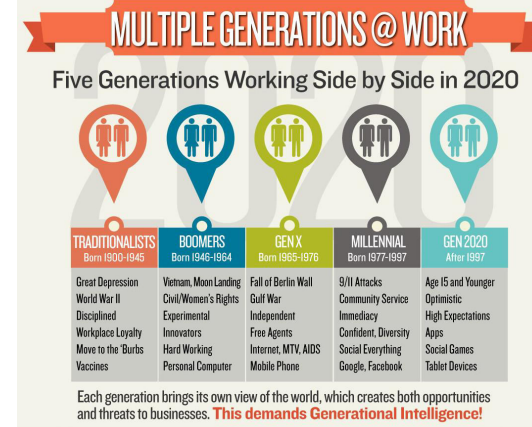 MULTIPLE GENERATIONS @ WORK
Five Generations Working Side by Side in 2020
2020
TRADITIONALISTS
Born 1900-1945
Great Depression
World War II
Disciplined
Workplace Loyalty
Move to the ‘Burbs
Vaccines
BOOMERS
Born 1946-1964
Vietnam, Moon Landing
Civil/Women's Rights
Experimental
Innovators
Hard Working
Personal Computer
GEN X
Born 1965-1976
Fall of Berlin Wall
Gulf War
Independent
Free Agents
Internet, MTV, AIDS
Mobile Phone
MILLENNIAL
Born 1977-1997
9/11 Attacks
Community Service
Immediacy
Confident, Diversity
Social Everything
Google, Facebook
GEN 2020
After 1997
Age 15 and Younger
Optimistic
High Expectations
Apps
Social Games
Tablet Devices
Each generation brings its own view of the world, which creates both opportunities
and threats to businesses. This demands Generational Intelligence!